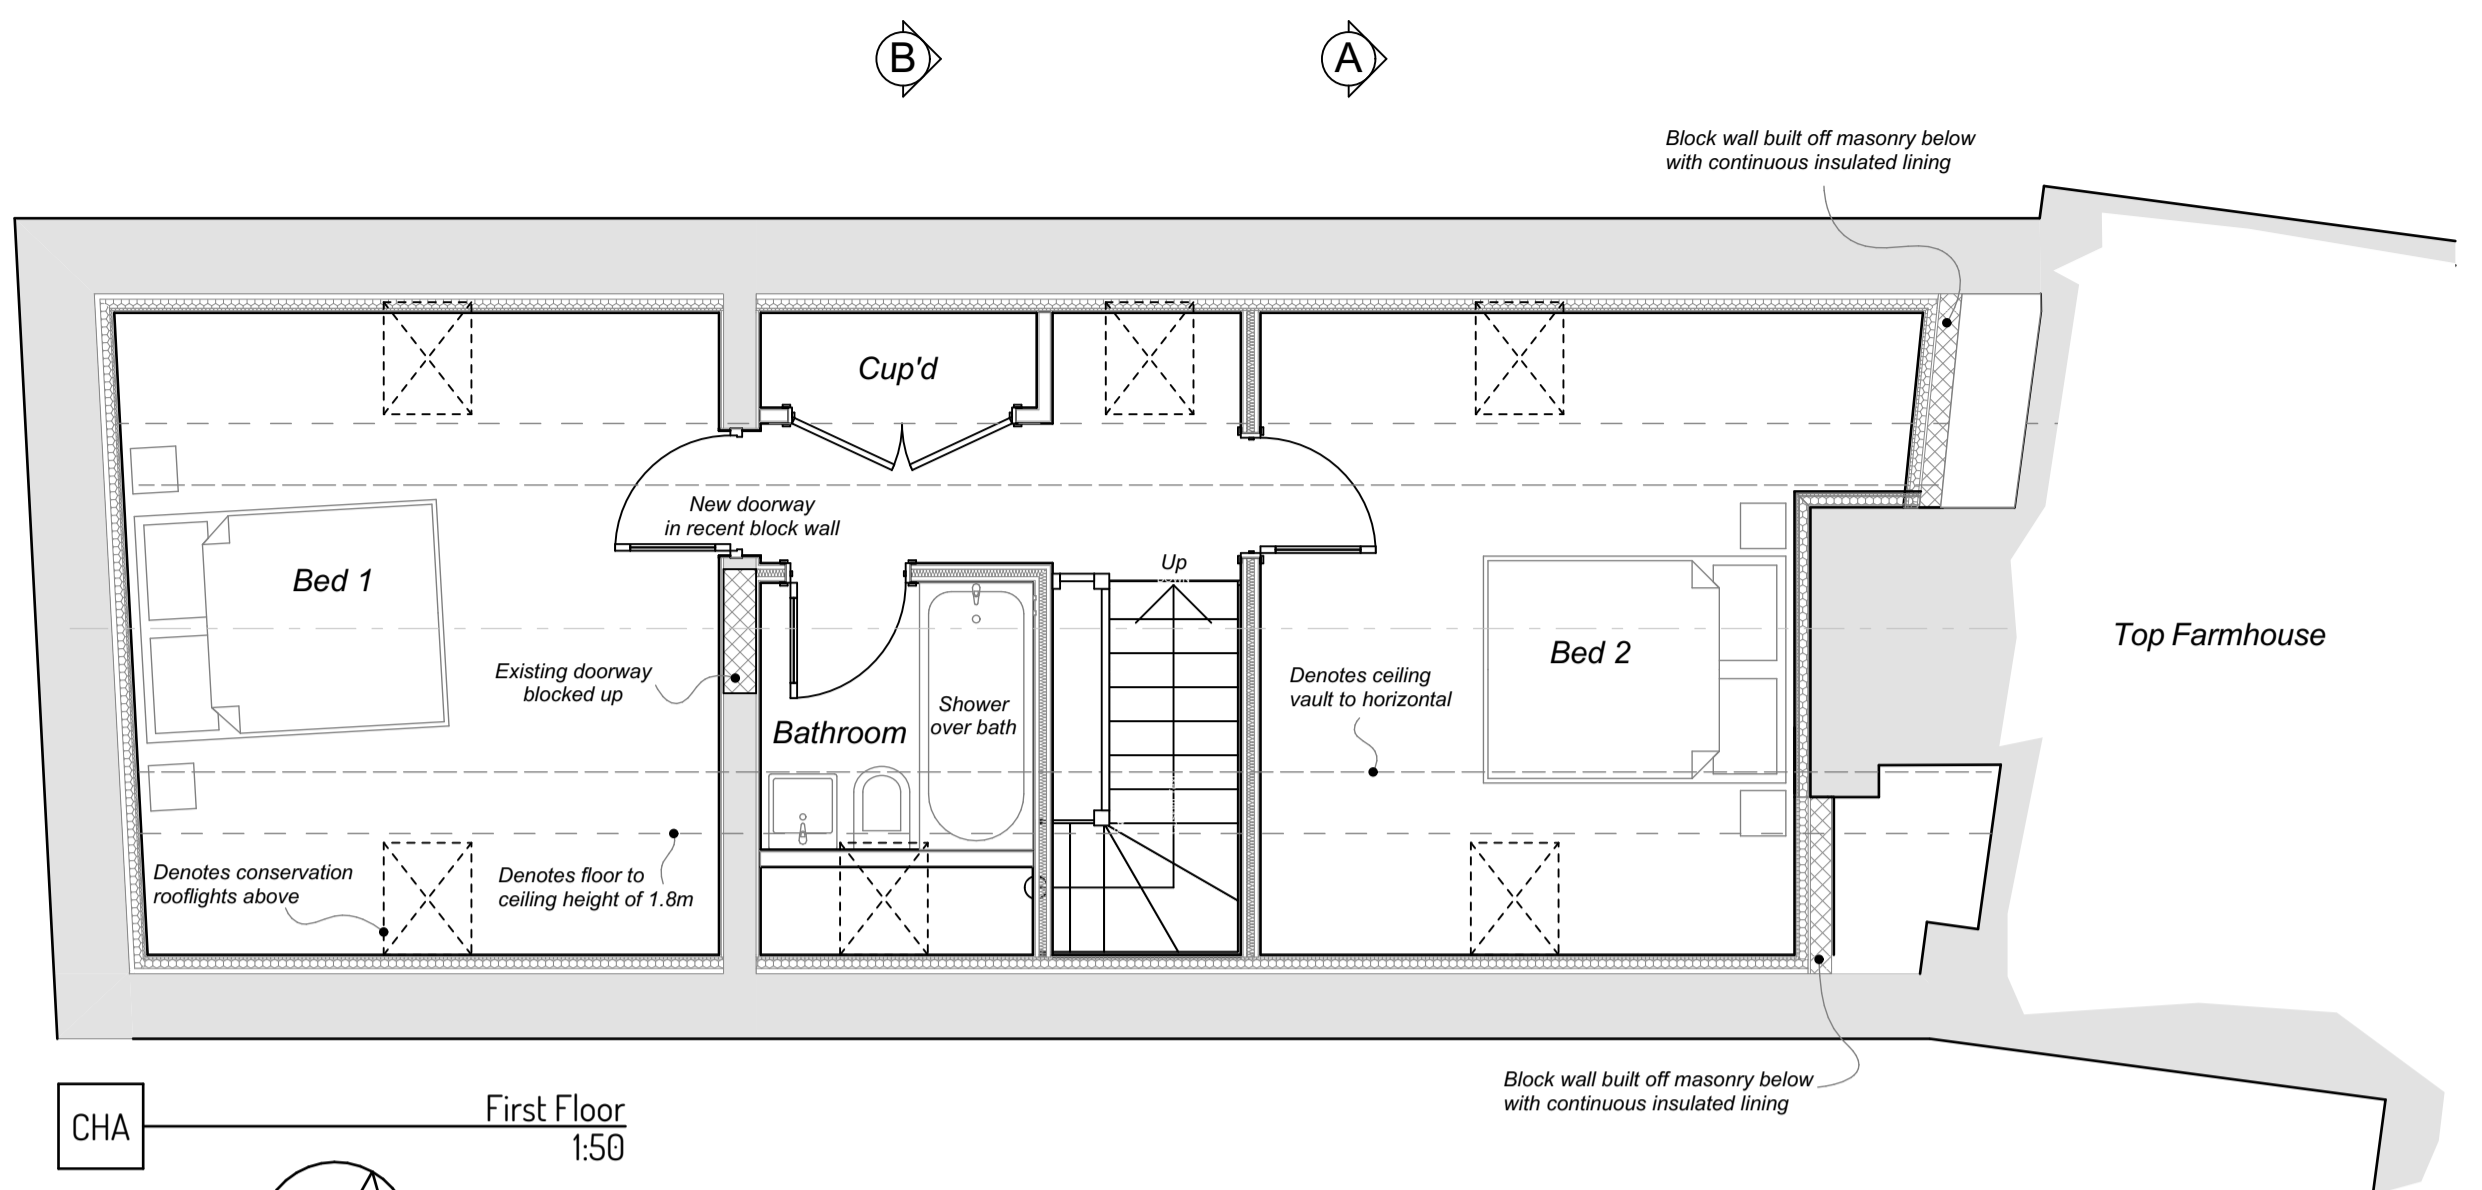 B
A
Block wall built off masonry below
with continuous insulated lining
Cup'd
New doorway
in recent block wall
Up
Bed 1
Bed 2
Top Farmhouse
Existing doorway
blocked up
Denotes ceiling
vault to horizontal
Shower
over bath
Bathroom
Denotes conservation
rooflights above
Denotes floor to
ceiling height of 1.8m
Block wall built off masonry below
with continuous insulated lining
CHA
First Floor
1:50